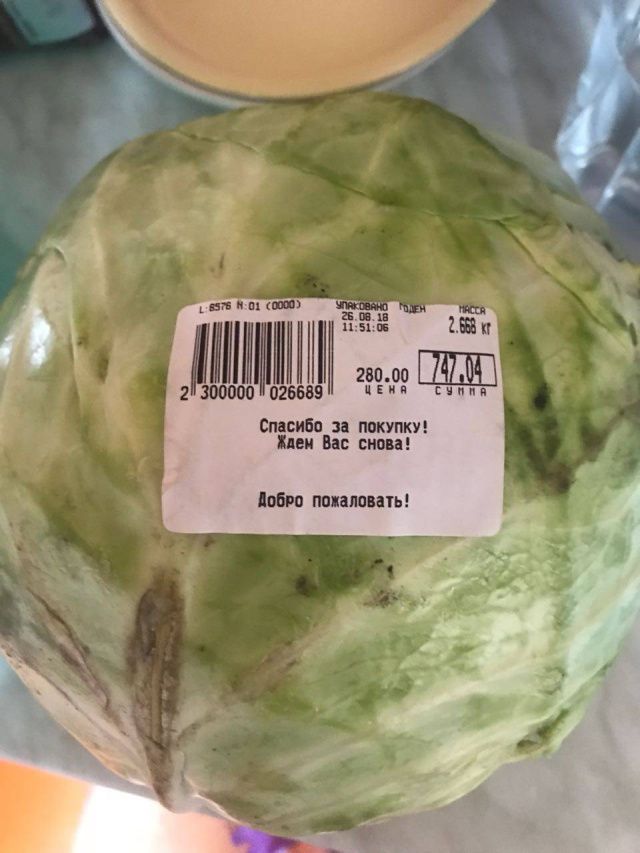 L:6576 N:01 (0000) УПАКОВАНО ГОДЕН МАССА
26.08.18
11:51:06
2.668 кг
2 300000 026689
280.00
747.04
ЦЕНА
СУММА
Спасибо за покупку!
Ждем Вас снова!
Добро пожаловать!